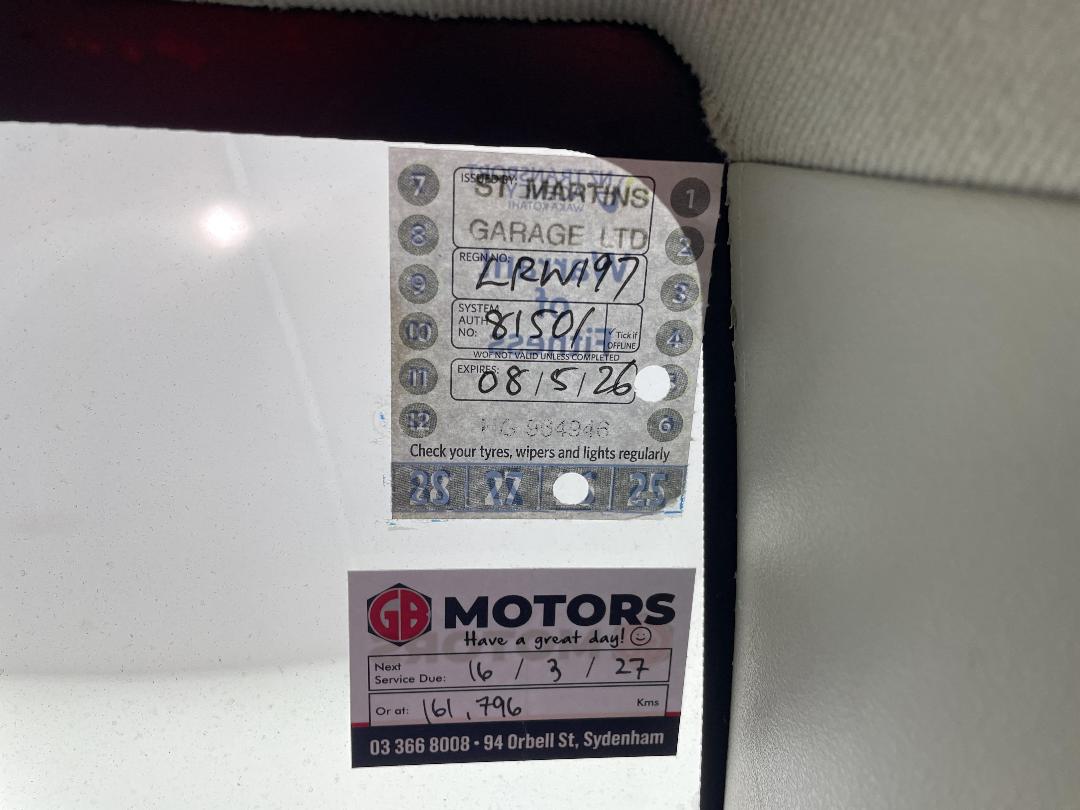 7
8
9
10
11
12
ISSUED BY:
ST MARTINS
GARAGE LTD
REGN NO:
LRW197
SYSTEM
AUTH
NO: 81501
Tick if
OFFLINE
WOF NOT VALID UNLESS COMPLETED
EXPIRES: 08/5/26
1
2
3
4
6
Check your tyres, wipers and lights regularly
28 27 25
Warrant
of
Fitness
GB MOTORS
Have a great day!
Next
Service Due: 16 / 3 / 27
Or at: 161,796 Kms
03 366 8008 • 94 Orbell St, Sydenham